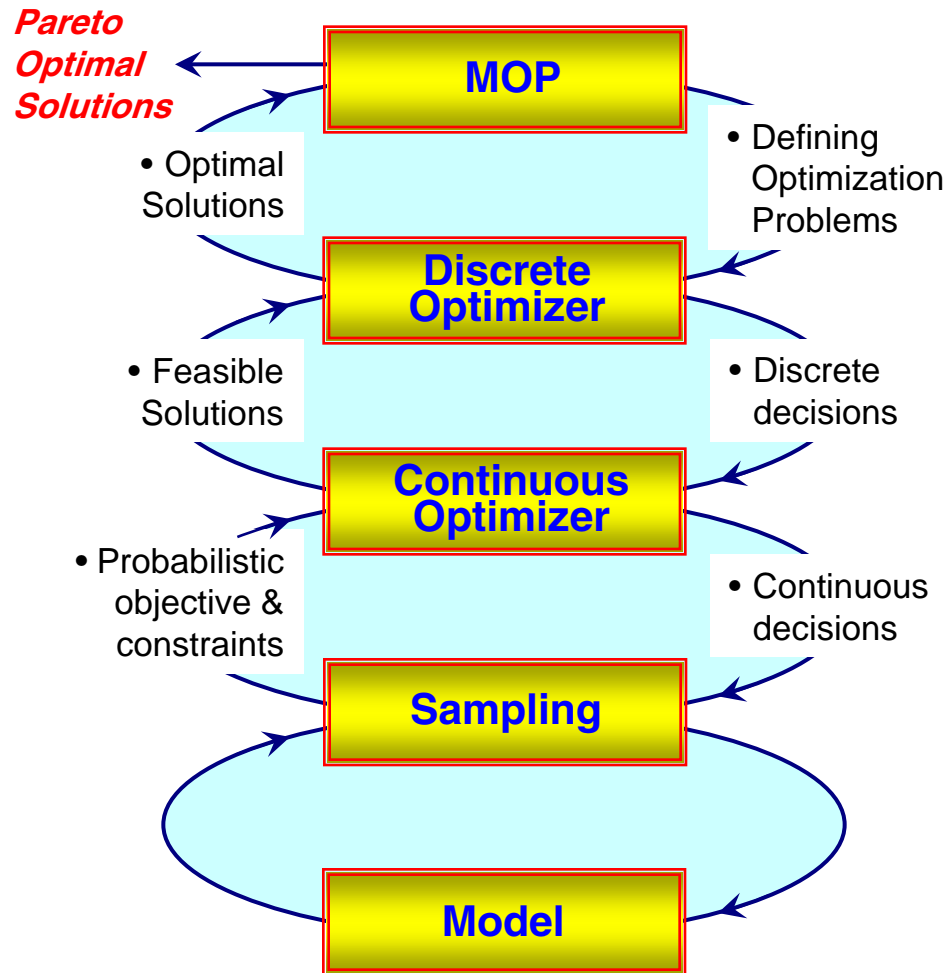 Pareto
Optimal
Solutions
MOP
• Optimal
Solutions
• Defining
Optimization
Problems
Discrete
Optimizer
• Feasible
Solutions
• Discrete
decisions
Continuous
Optimizer
• Probabilistic
objective &
constraints
• Continuous
decisions
Sampling
Model